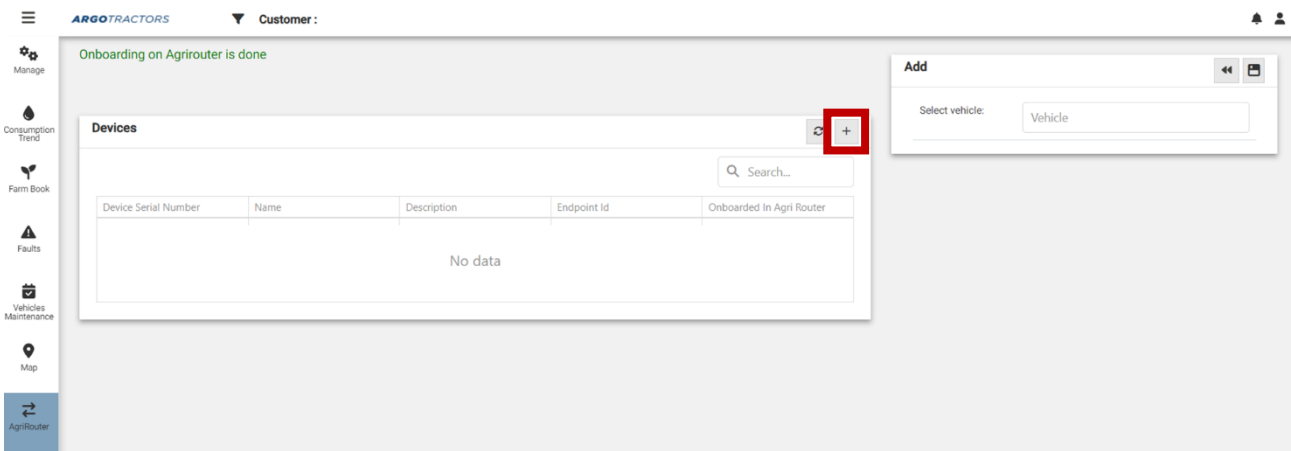 ARGOTRACTORS
Customer :
Manage
Consumption
Trend
Farm Book
Faults
Vehicles
Maintenance
Map
AgriRouter
Onboarding on Agrirouter is done
Devices
Search...
Device Serial Number Name Description Endpoint Id Onboarded In Agri Router
No data
Add
Select vehicle: Vehicle